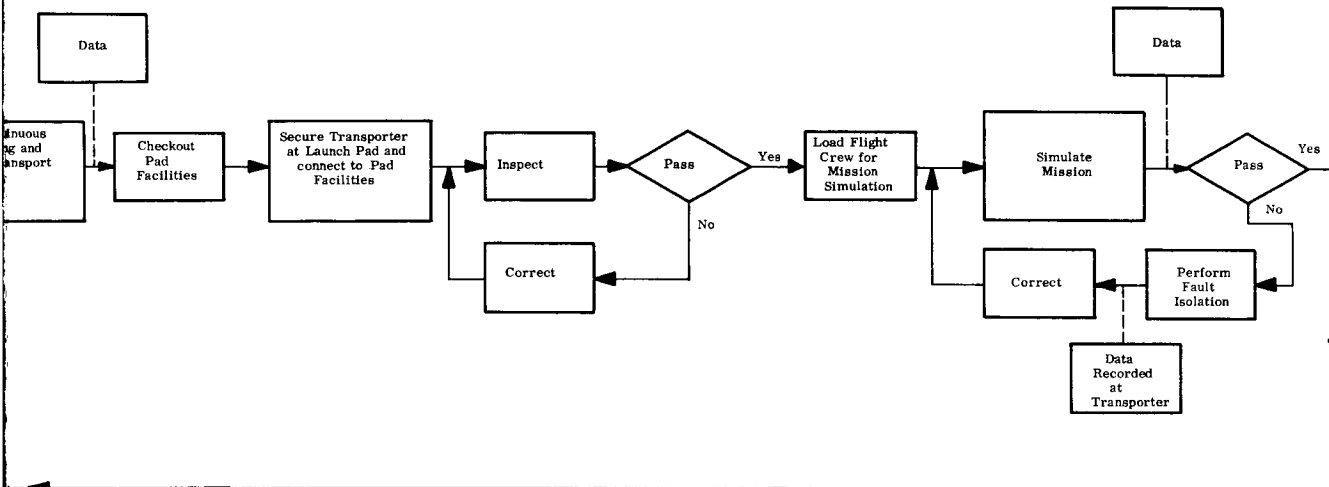 Data
Checkout
Pad
Facilities
Secure Transporter
at Launch Pad and
connect to Pad
Facilities
Inspect
Pass
Yes
No
Correct
Load Flight
Crew for
Mission
Simulation
Simulate
Mission
Data
Pass
Yes
No
Perform
Fault
Isolation
Correct
Data
Recorded
at
Transporter
and